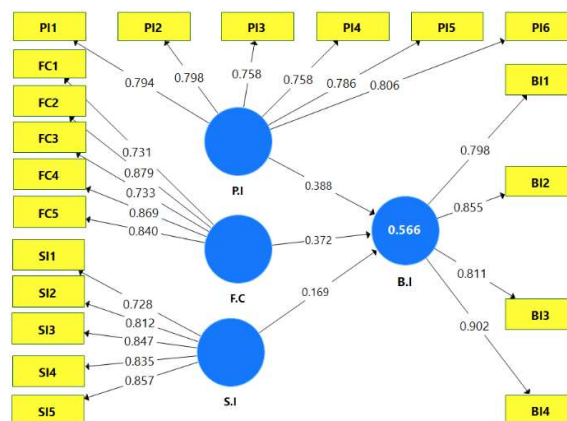 PI1 PI2 PI3 PI4 PI5 PI6
FC1
FC2
FC3
FC4
FC5
SI1
SI2
SI3
SI4
SI5
0.794
0.798
0.758
0.758
0.786
0.806
0.731
0.879
0.733
0.869
0.840
0.728
0.812
0.847
0.835
0.857
P.I
F.C
S.I
0.388
0.372
0.169
0.566
B.I
0.798
0.855
0.811
0.902
BI1
BI2
BI3
BI4